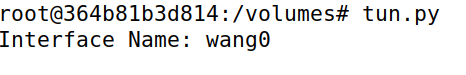 root@364b81b3d814:/volumes# tun.py
Interface Name: wang0